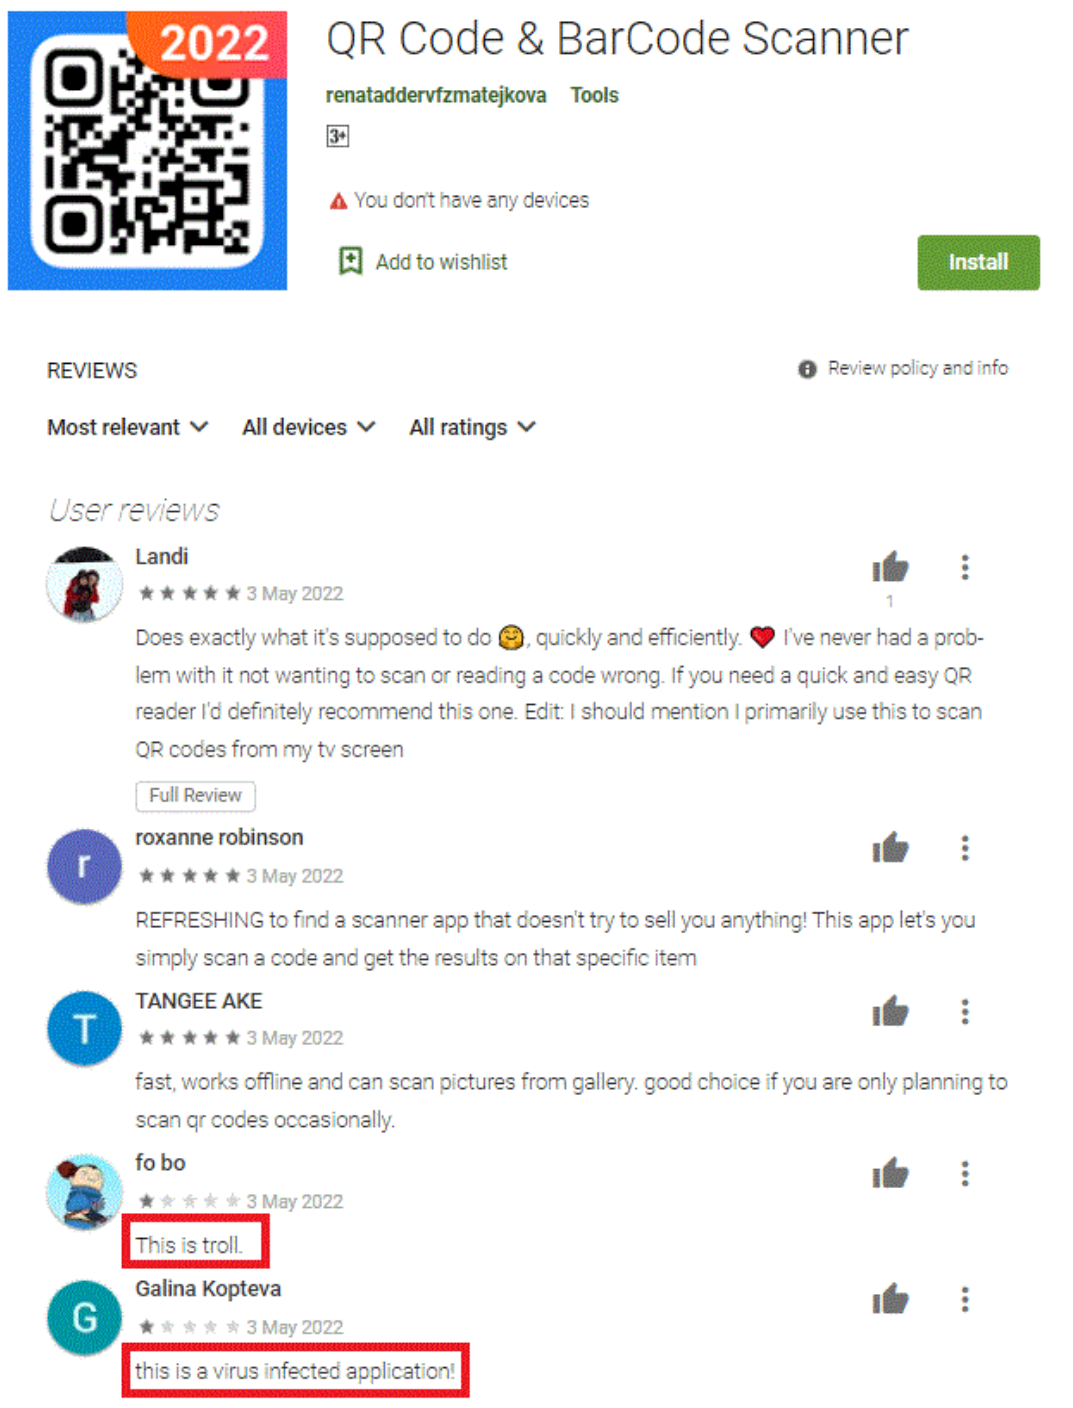 2022
QR Code & BarCode Scanner
renataddervfzmatejkova Tools
3+
You don't have any devices
Add to wishlist
Install
REVIEWS
Review policy and info
Most relevant All devices All ratings
User reviews
Landi
3 May 2022
1
Does exactly what it's supposed to do 🤗, quickly and efficiently. ❤️ I've never had a prob-
lem with it not wanting to scan or reading a code wrong. If you need a quick and easy QR
reader I'd definitely recommend this one. Edit: I should mention I primarily use this to scan
QR codes from my tv screen
Full Review
r
roxanne robinson
3 May 2022
REFRESHING to find a scanner app that doesn't try to sell you anything! This app let's you
simply scan a code and get the results on that specific item
T
TANGEE AKE
3 May 2022
fast, works offline and can scan pictures from gallery. good choice if you are only planning to
scan qr codes occasionally.
fo bo
3 May 2022
This is troll.
G
Galina Kopteva
3 May 2022
this is a virus infected application!